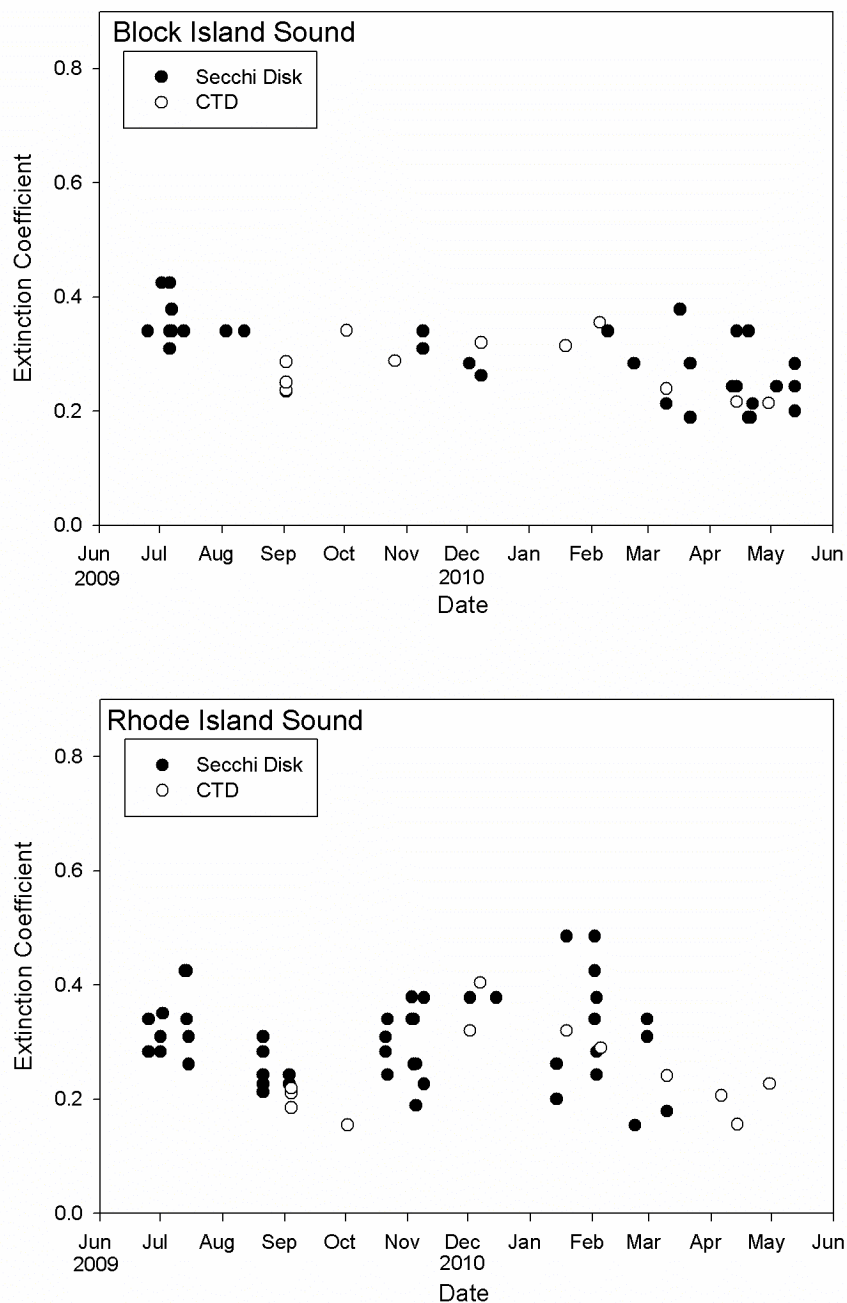 Block Island Sound
Secchi Disk
CTD
0.8
0.6
0.4
0.2
0.0
Extinction Coefficient
Jun Jul Aug Sep Oct Nov Dec Jan Feb Mar Apr May Jun
2009 2010
Date
Rhode Island Sound
Secchi Disk
CTD
0.8
0.6
0.4
0.2
0.0
Extinction Coefficient
Jun Jul Aug Sep Oct Nov Dec Jan Feb Mar Apr May Jun
2009 2010
Date